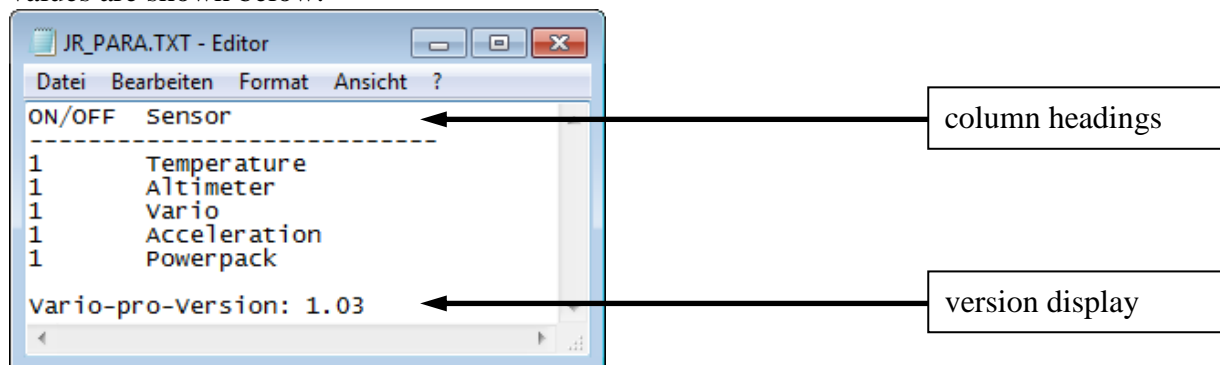 values are shown below:
JR_PARA.TXT - Editor
Datei Bearbeiten Format Ansicht ?
ON/OFF Sensor
----------------------------
1 Temperature
1 Altimeter
1 Vario
1 Acceleration
1 Powerpack
Vario-pro-Version: 1.03
column headings
version display